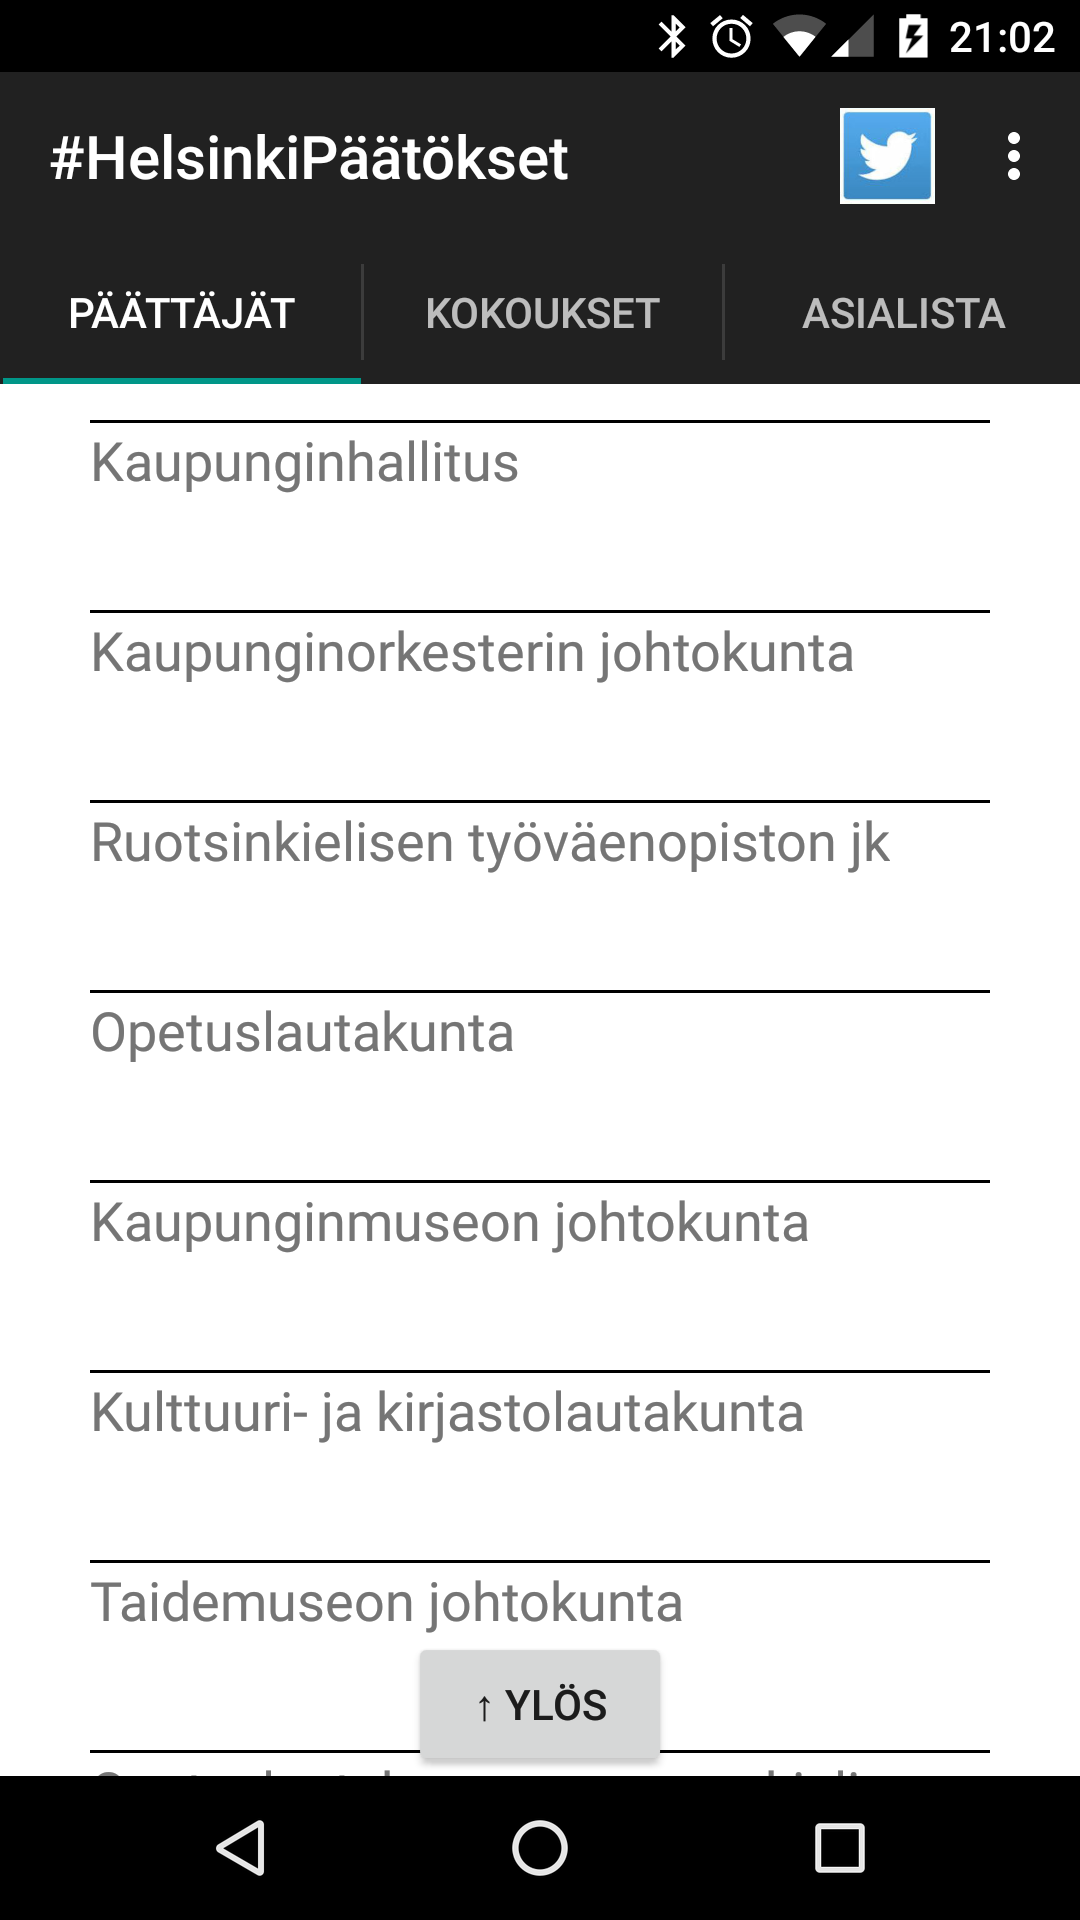 21:02
#HelsinkiPäätökset
PÄÄTTÄJÄT KOKOUKSET ASIALISTA
Kaupunginhallitus
Kaupunginorkesterin johtokunta
Ruotsinkielisen työväenopiston jk
Opetuslautakunta
Kaupunginmuseon johtokunta
Kulttuuri- ja kirjastolautakunta
Taidemuseon johtokunta
↑ YLÖS